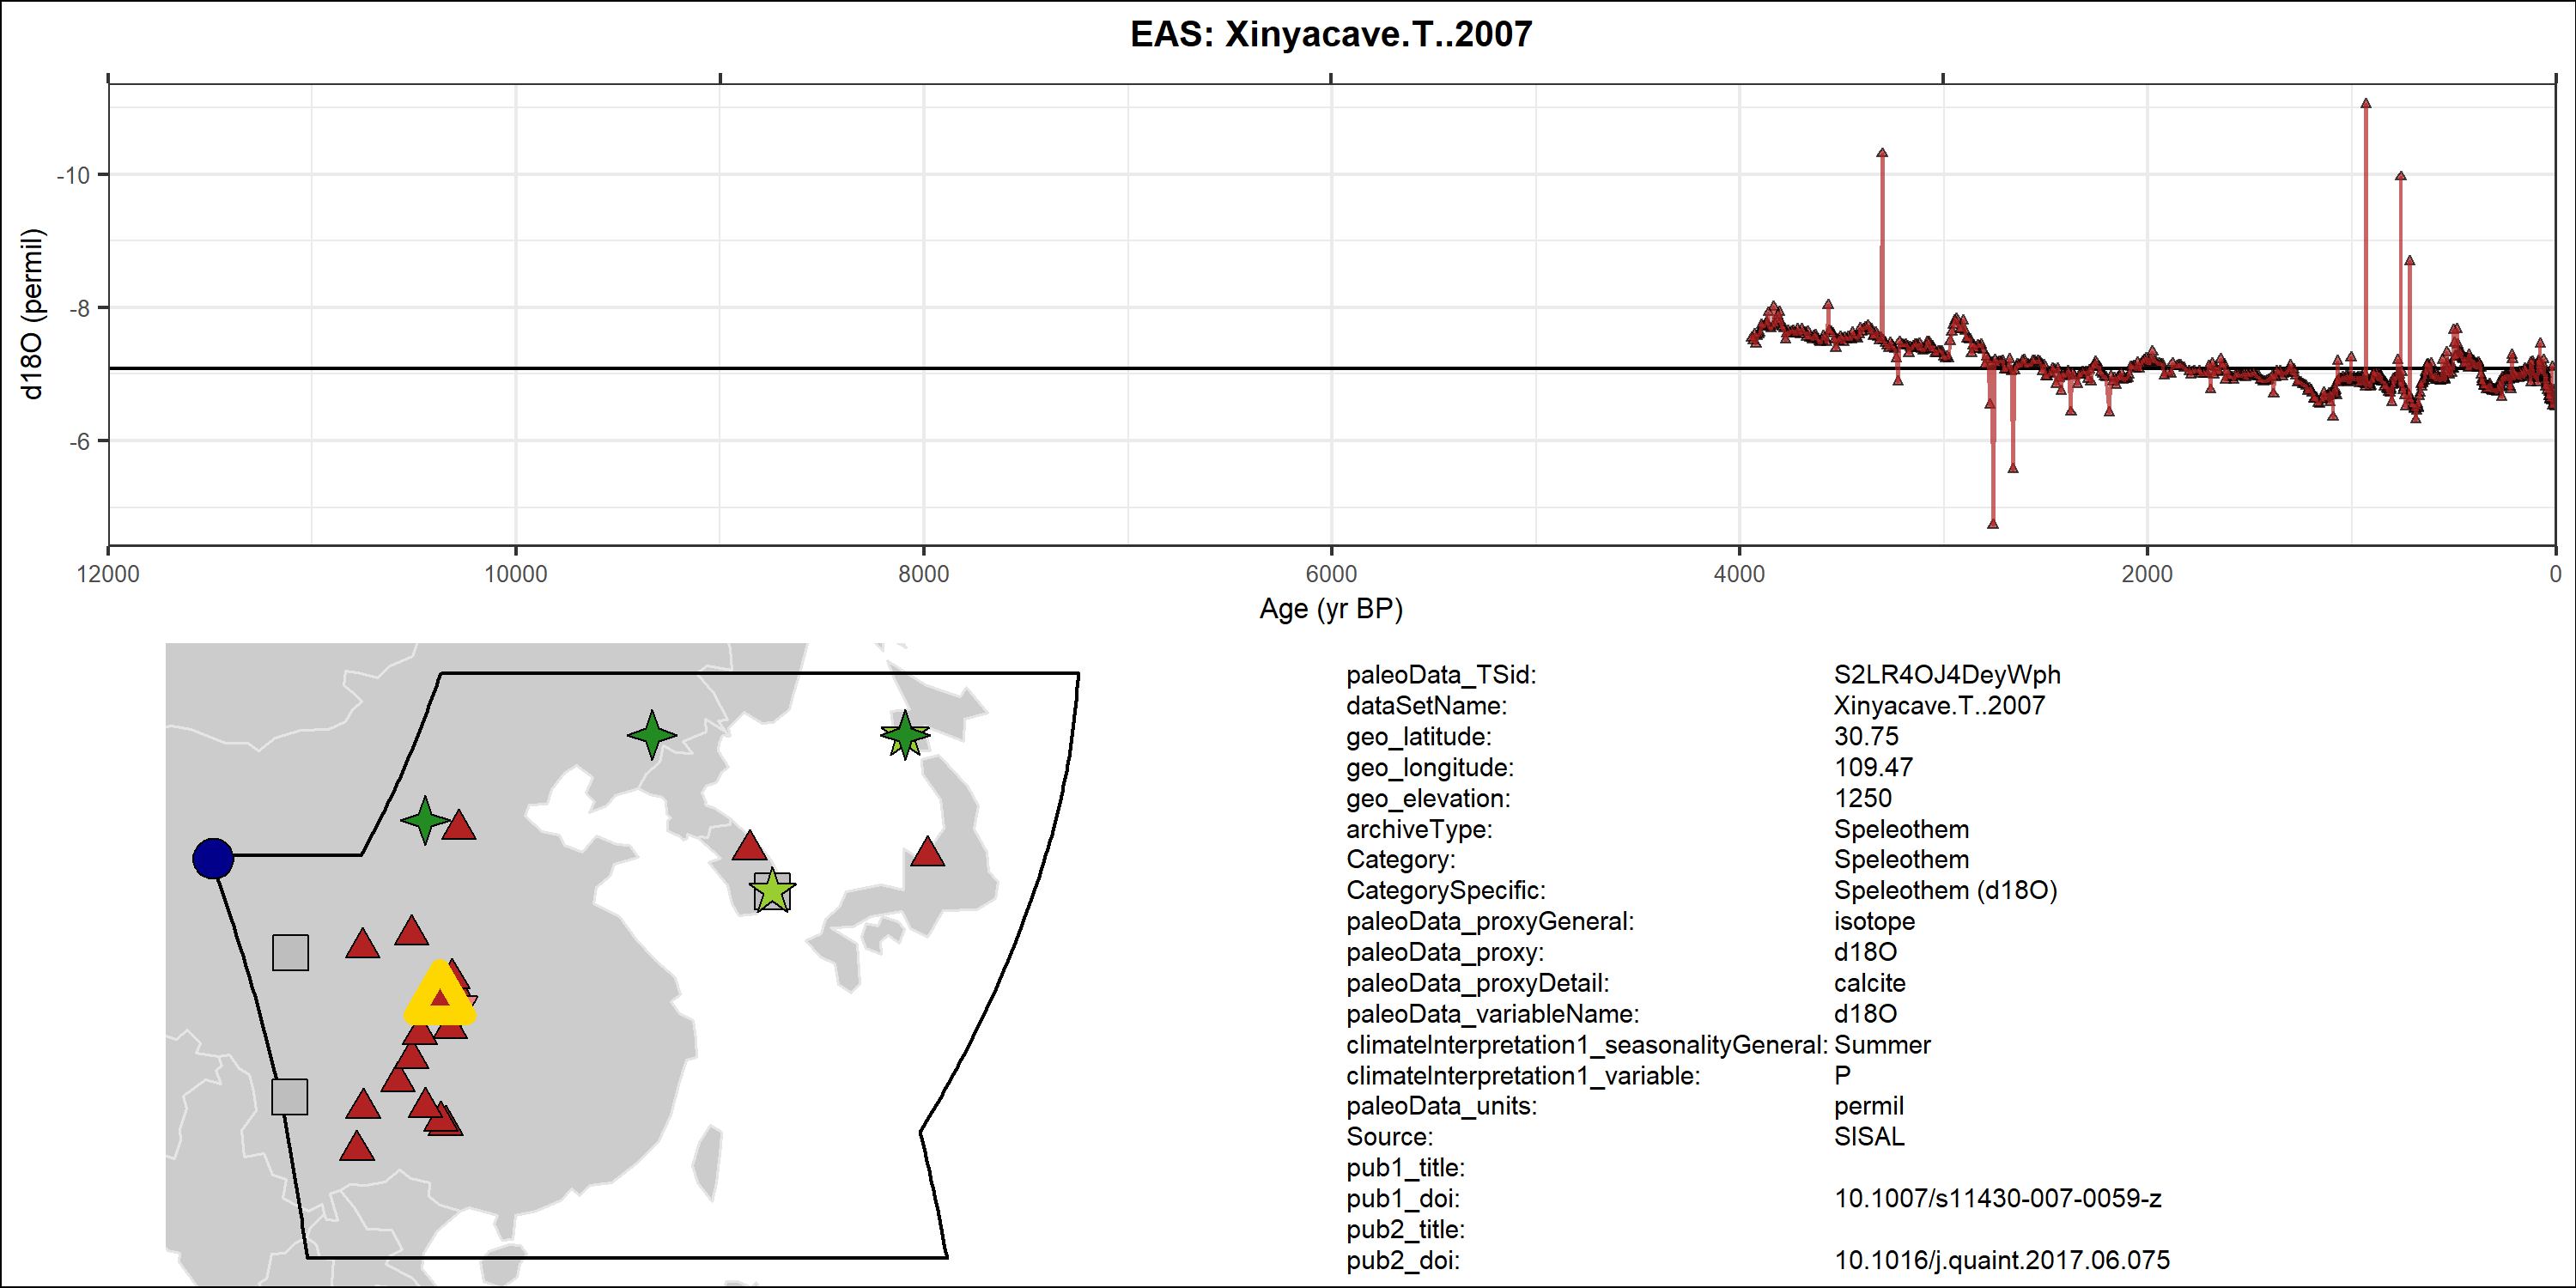 EAS: Xinyacave.T..2007
d18O (permil)
-10
-8
-6
12000 10000 8000 6000 4000 2000 0
Age (yr BP)
paleoData_TSid: S2LR4OJ4DeyWph
dataSetName: Xinyacave.T..2007
geo_latitude: 30.75
geo_longitude: 109.47
geo_elevation: 1250
archiveType: Speleothem
Category: Speleothem
CategorySpecific: Speleothem (d18O)
paleoData_proxyGeneral: isotope
paleoData_proxy: d18O
paleoData_proxyDetail: calcite
paleoData_variableName: d18O
climateInterpretation1_seasonalityGeneral: Summer
climateInterpretation1_variable: P
paleoData_units: permil
Source: SISAL
pub1_title:
pub1_doi: 10.1007/s11430-007-0059-z
pub2_title:
pub2_doi: 10.1016/j.quaint.2017.06.075